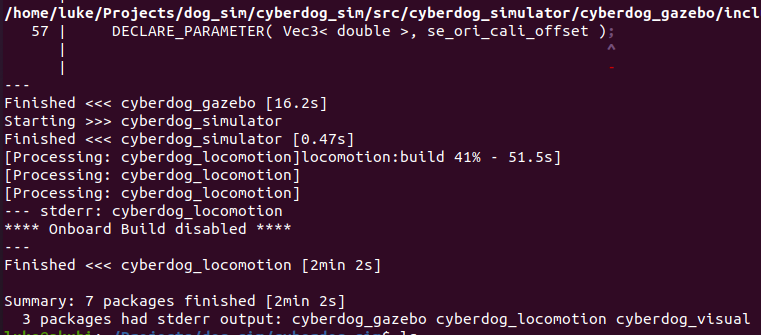 /home/luke/Projects/dog_sim/cyberdog_sim/src/cyberdog_simulator/cyberdog_gazebo/incl
57 |     DECLARE_PARAMETER( Vec3< double >, se_ori_cali_offset );
|                                                            ^
|                                                            -
---
Finished <<< cyberdog_gazebo [16.2s]
Starting >>> cyberdog_simulator
Finished <<< cyberdog_simulator [0.47s]
[Processing: cyberdog_locomotion]locomotion:build 41% - 51.5s]
[Processing: cyberdog_locomotion]
[Processing: cyberdog_locomotion]
--- stderr: cyberdog_locomotion
**** Onboard Build disabled ****
---
Finished <<< cyberdog_locomotion [2min 2s]

Summary: 7 packages finished [2min 2s]
  3 packages had stderr output: cyberdog_gazebo cyberdog_locomotion cyberdog_visual